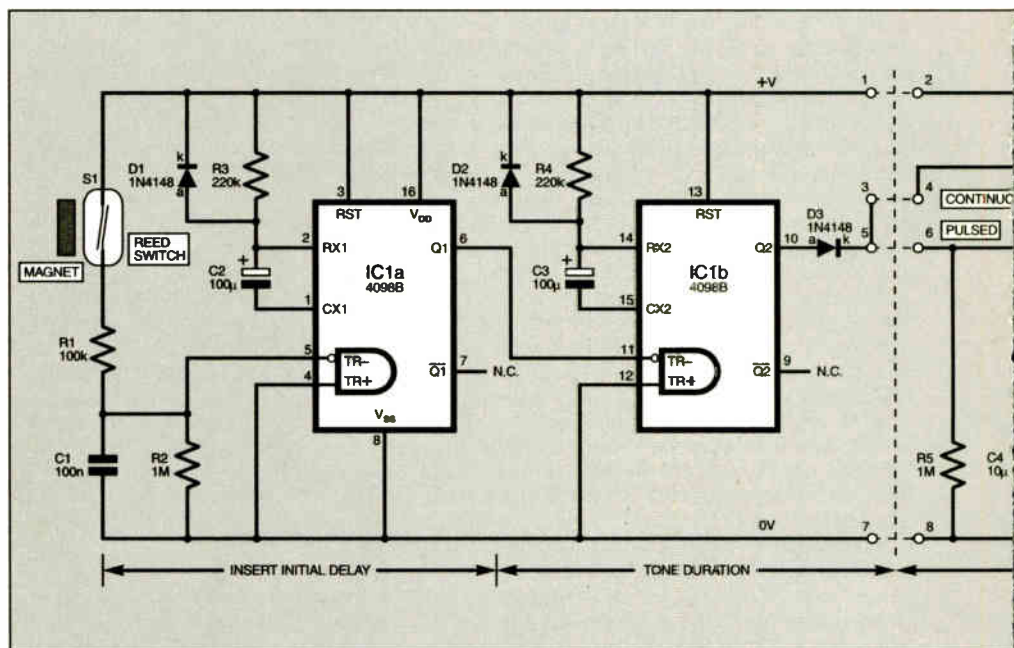 +V
1
2
D1
1N4148
k
a
R3
220k
D2
1N4148
k
a
R4
220k
S1
MAGNET
REED
SWITCH
3
RST
16
VDD
2
RX1
IC1a
4098B
Q1
6
C2
100µ
+
1
CX1
5
TR-
4
TR+
Q1
7
N.C.
VSS
8
R1
100k
C1
100n
R2
1M
13
RST
14
RX2
IC1b
4098B
Q2
10
C3
100µ
+
15
CX2
11
TR-
12
TR+
Q2
9
N.C.
D3
1N4148
a
k
3
4
CONTINUO
5
6
PULSED
R5
1M
C4
10µ
0V
7
8
INSERT INITIAL DELAY
TONE DURATION